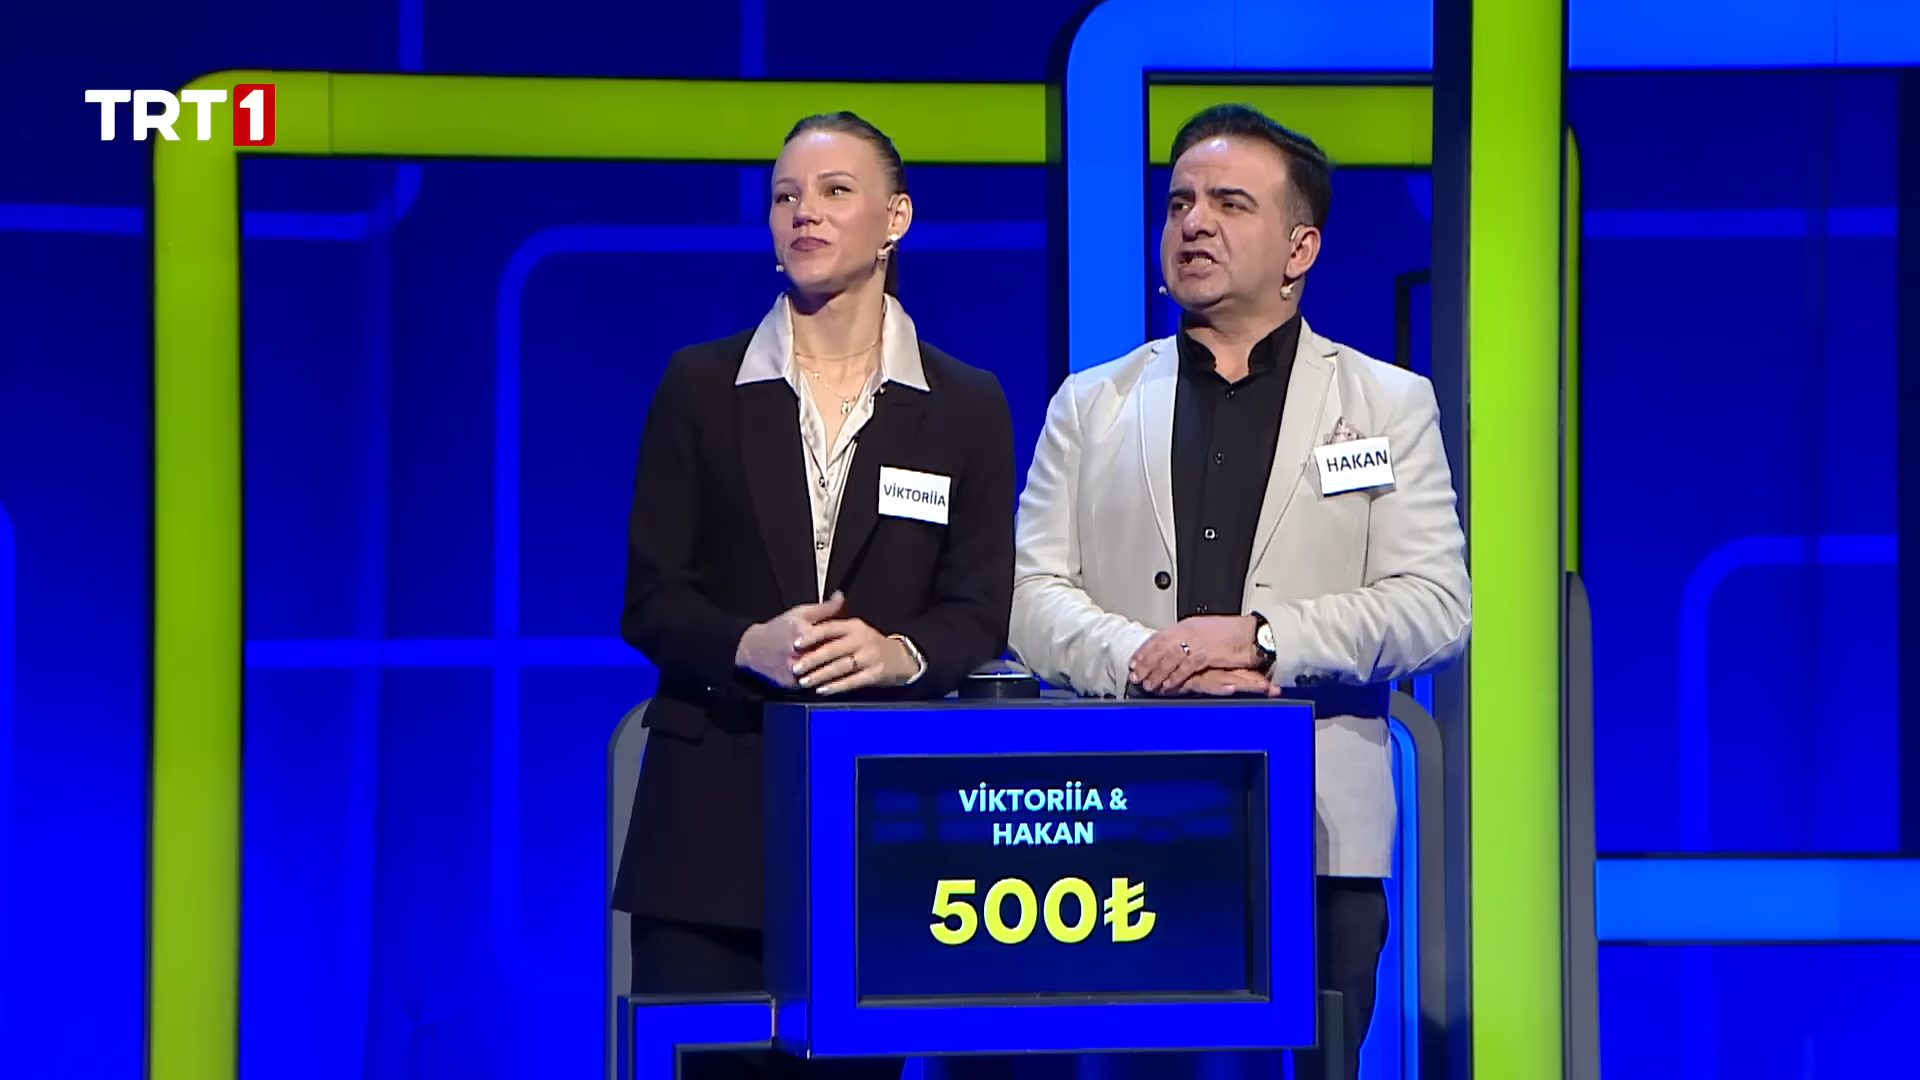 TRT1
VİKTORİİA
HAKAN
VİKTORİİA &
HAKAN
500₺